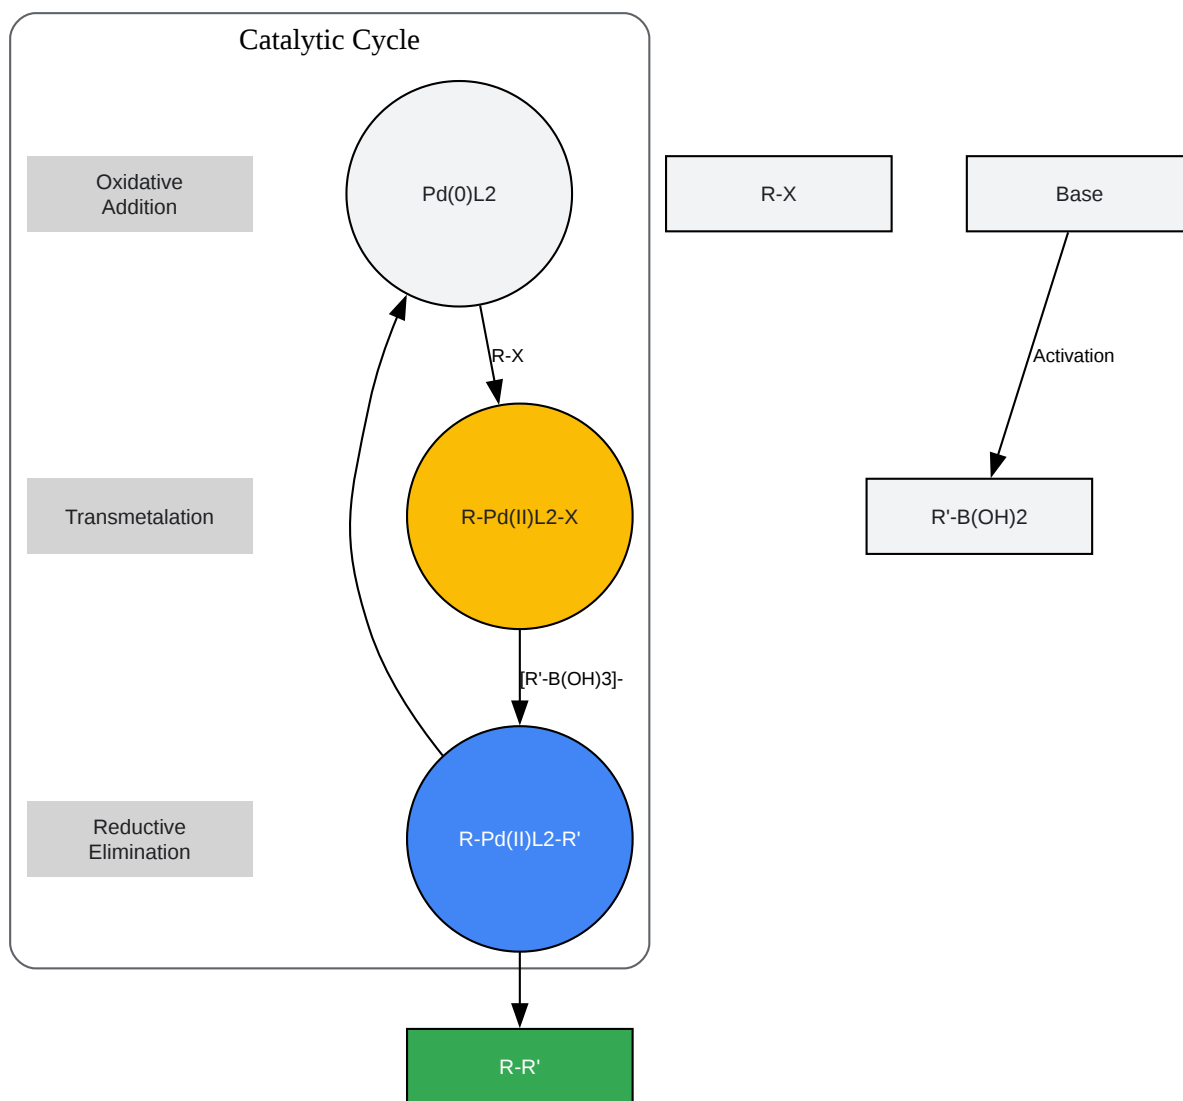 Catalytic Cycle
Oxidative
Addition
Pd(0)L2
R-X
Base
R-X
Activation
Transmetalation
R-Pd(II)L2-X
R'-B(OH)2
[R'-B(OH)3]-
Reductive
Elimination
R-Pd(II)L2-R'
R-R'